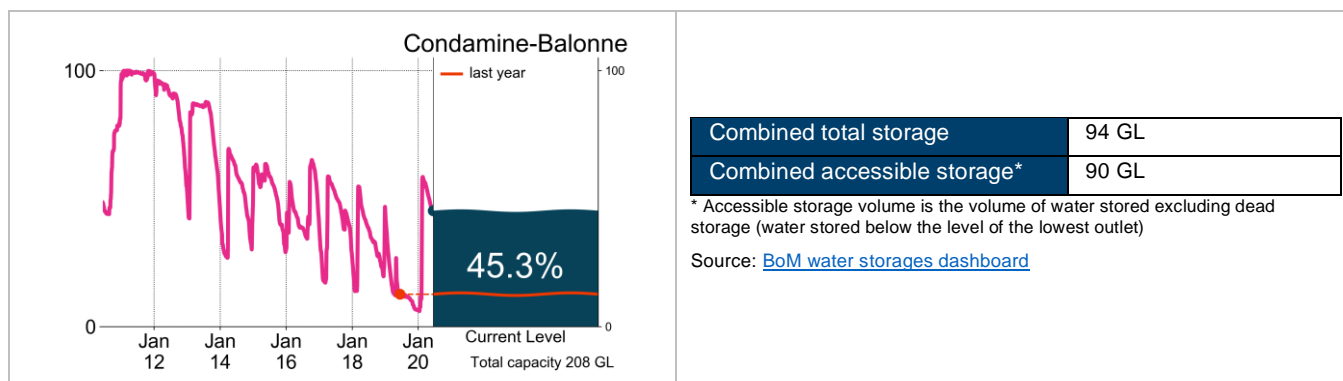 Condamine-Balonne
100
last year
100
45.3%
0
0
Jan
12
Jan
14
Jan
16
Jan
18
Jan
20
Current Level
Total capacity 208 GL
Combined total storage 94 GL
Combined accessible storage* 90 GL
* Accessible storage volume is the volume of water stored excluding dead
storage (water stored below the level of the lowest outlet)
Source: BoM water storages dashboard